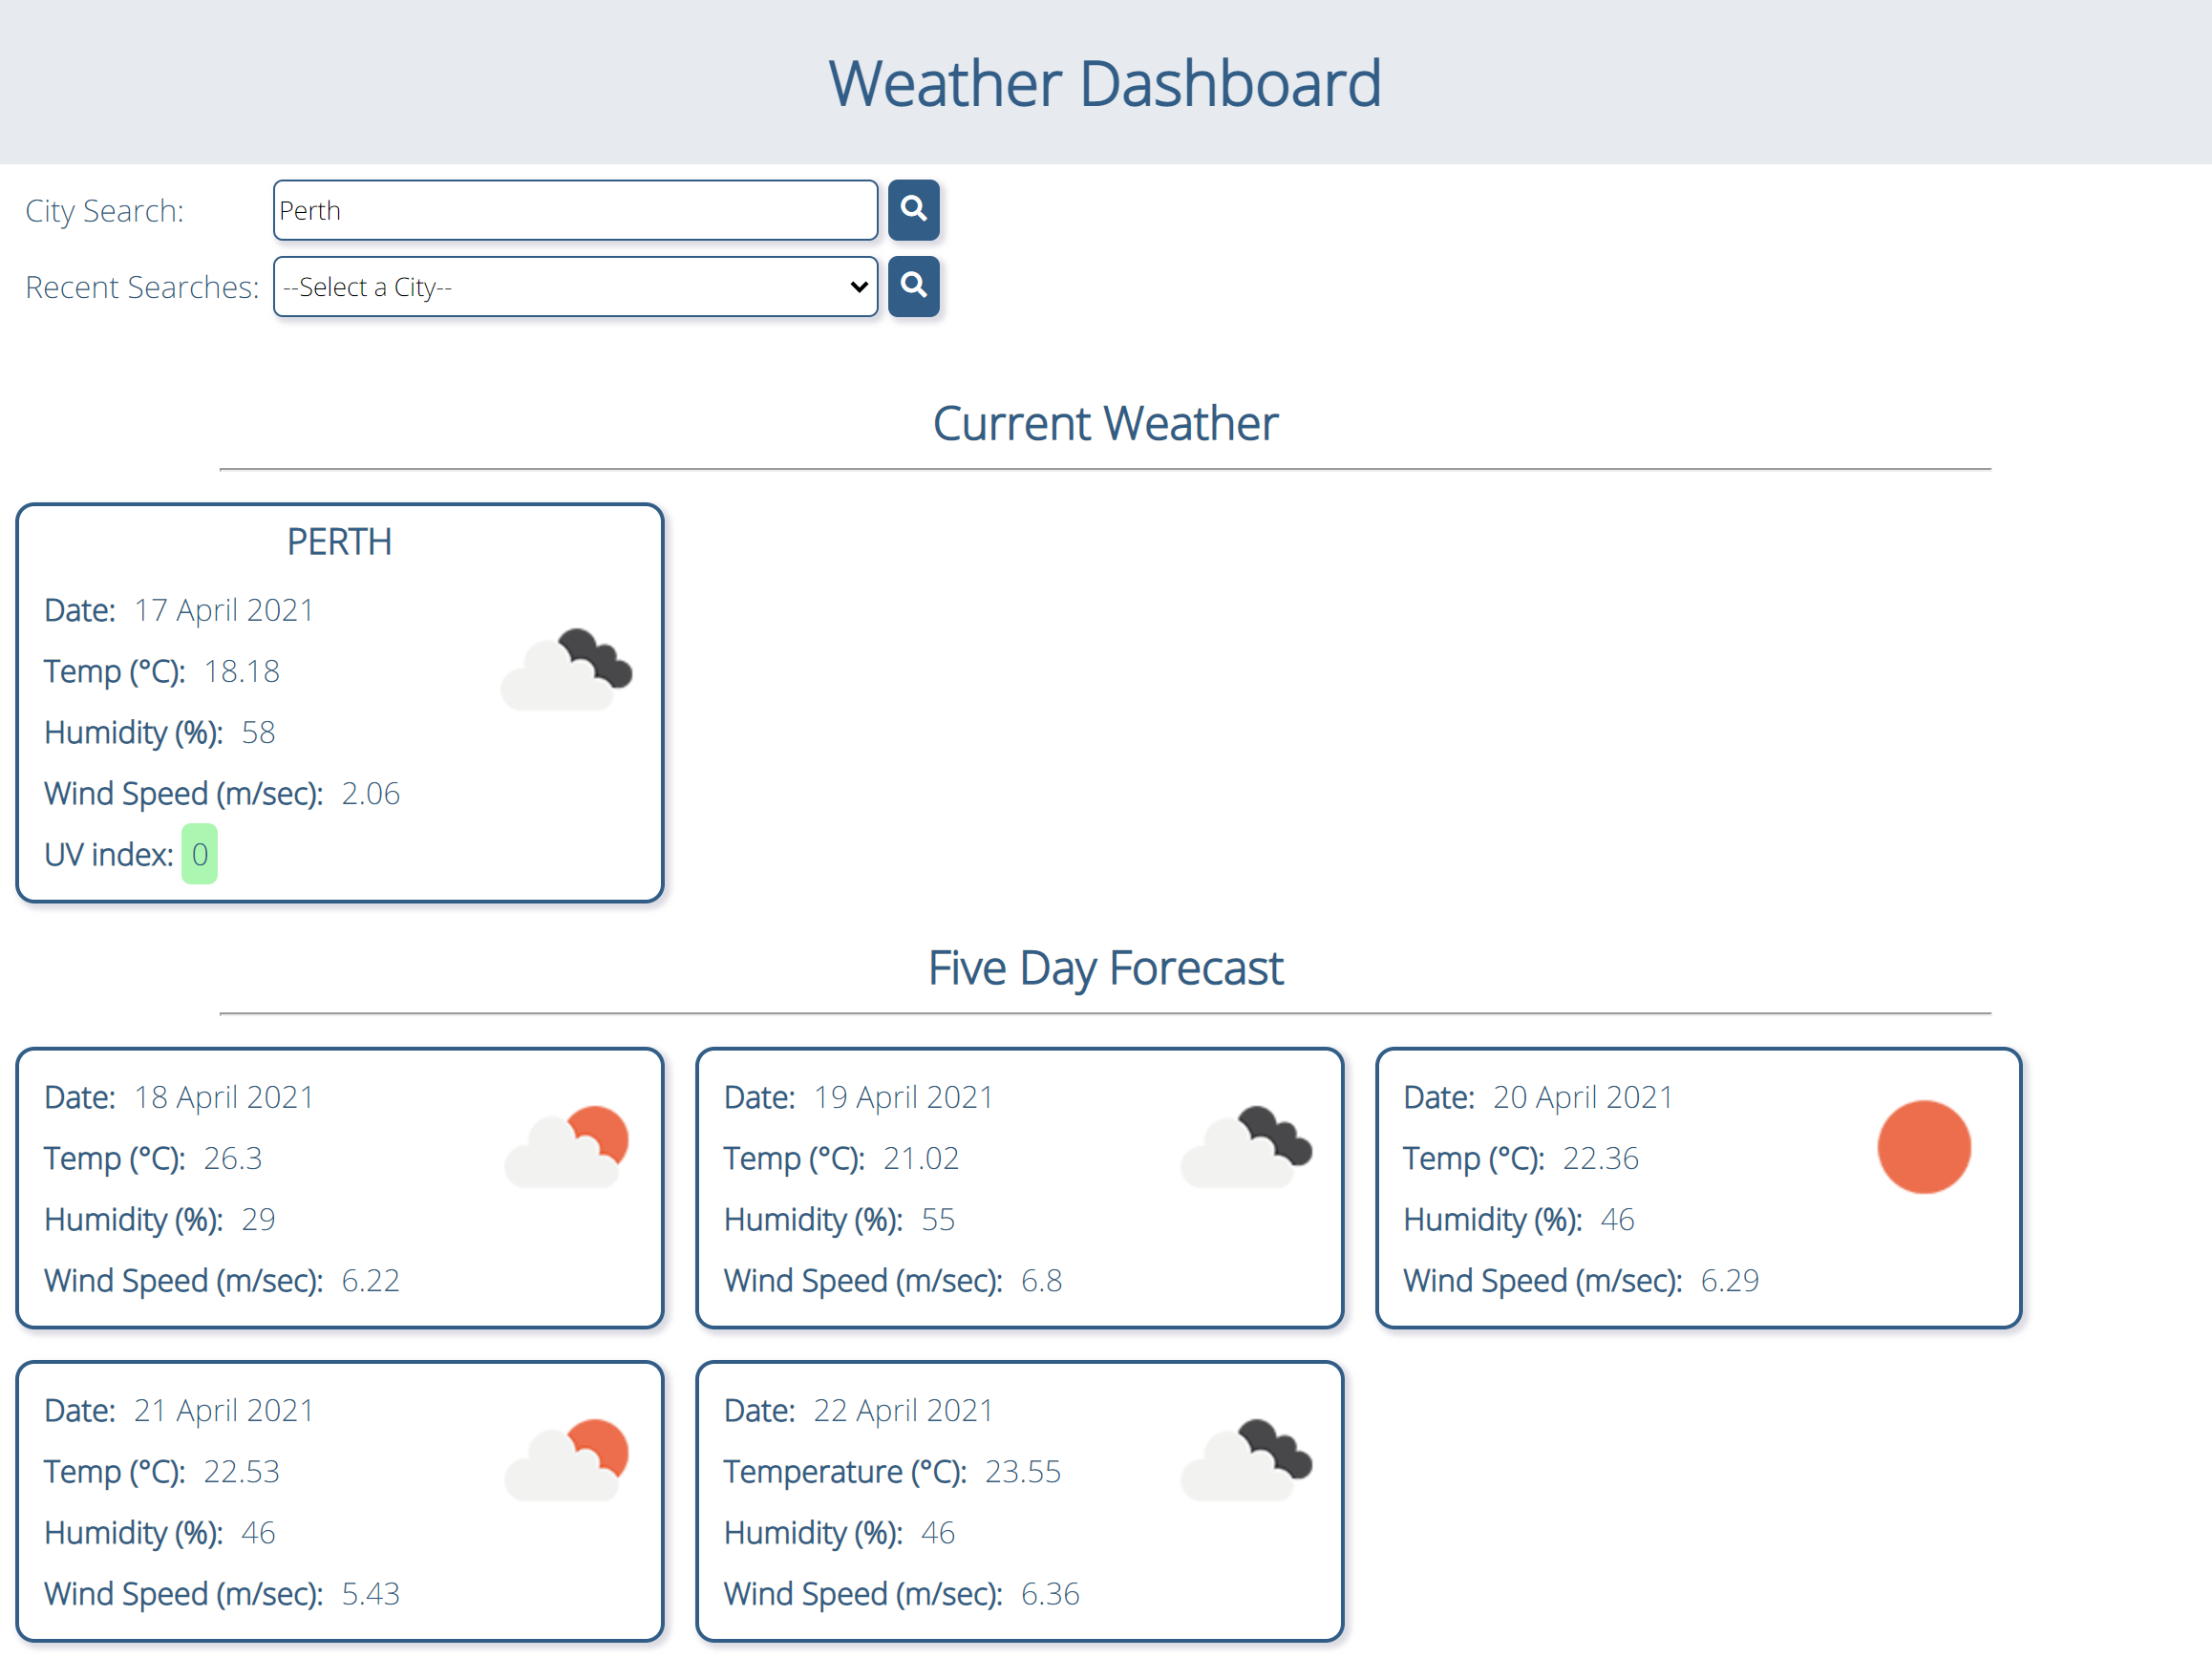 Weather Dashboard
City Search: Perth
Recent Searches: --Select a City--
Current Weather
PERTH
Date: 17 April 2021
Temp (°C): 18.18
Humidity (%): 58
Wind Speed (m/sec): 2.06
UV index: 0
Five Day Forecast
Date: 18 April 2021
Temp (°C): 26.3
Humidity (%): 29
Wind Speed (m/sec): 6.22
Date: 19 April 2021
Temp (°C): 21.02
Humidity (%): 55
Wind Speed (m/sec): 6.8
Date: 20 April 2021
Temp (°C): 22.36
Humidity (%): 46
Wind Speed (m/sec): 6.29
Date: 21 April 2021
Temp (°C): 22.53
Humidity (%): 46
Wind Speed (m/sec): 5.43
Date: 22 April 2021
Temperature (°C): 23.55
Humidity (%): 46
Wind Speed (m/sec): 6.36